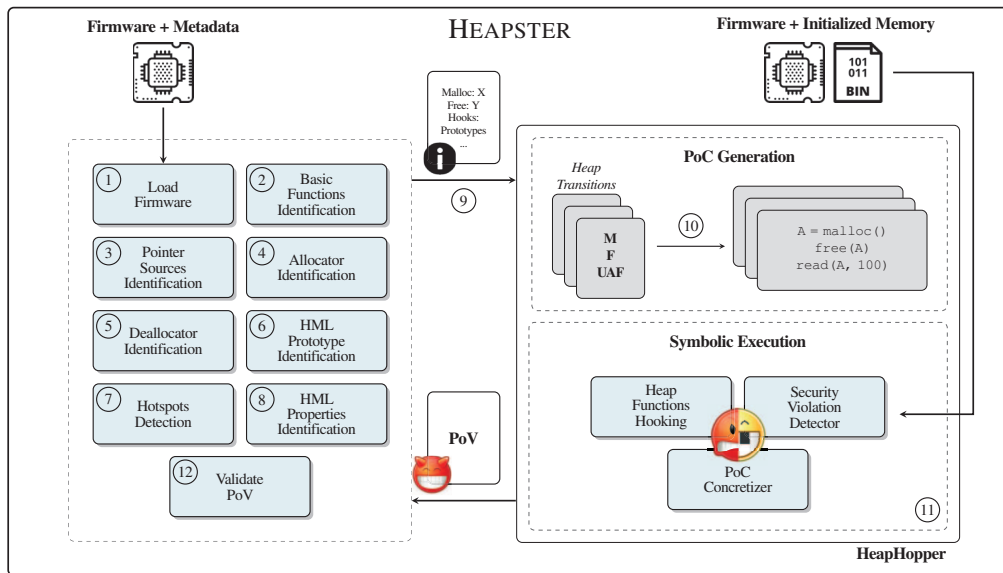 HEAPSTER
Firmware + Metadata
Firmware + Initialized Memory
101
011
BIN
Malloc: X
Free: Y
Hooks:
Prototypes
...
i
9
1
Load
Firmware
2
Basic
Functions
Identification
3
Pointer
Sources
Identification
4
Allocator
Identification
5
Deallocator
Identification
6
HML
Prototype
Identification
7
Hotspots
Detection
8
HML
Properties
Identification
12
Validate
PoV
PoV
PoC Generation
Heap
Transitions
M
F
UAF
10
A = malloc()
free(A)
read(A, 100)
Symbolic Execution
Heap
Functions
Hooking
Security
Violation
Detector
PoC
Concretizer
11
HeapHopper